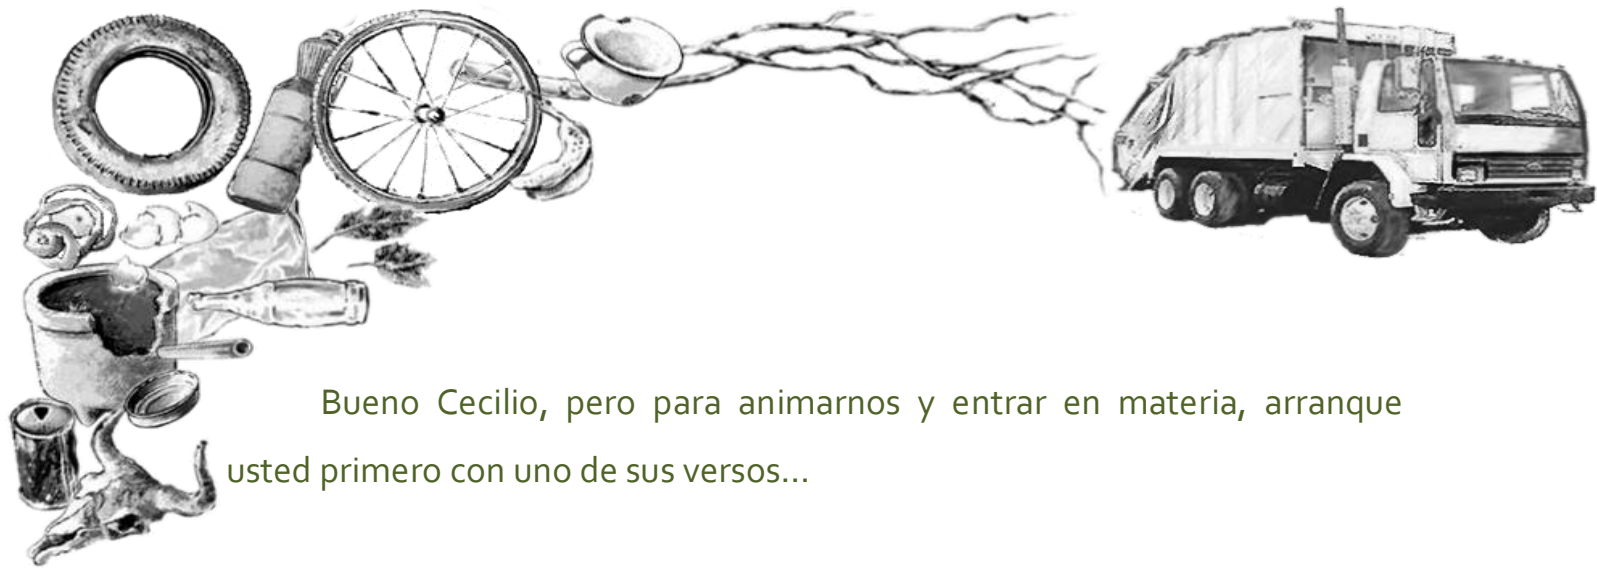 Bueno Cecilio, pero para animarnos y entrar en materia, arranque
usted primero con uno de sus versos...